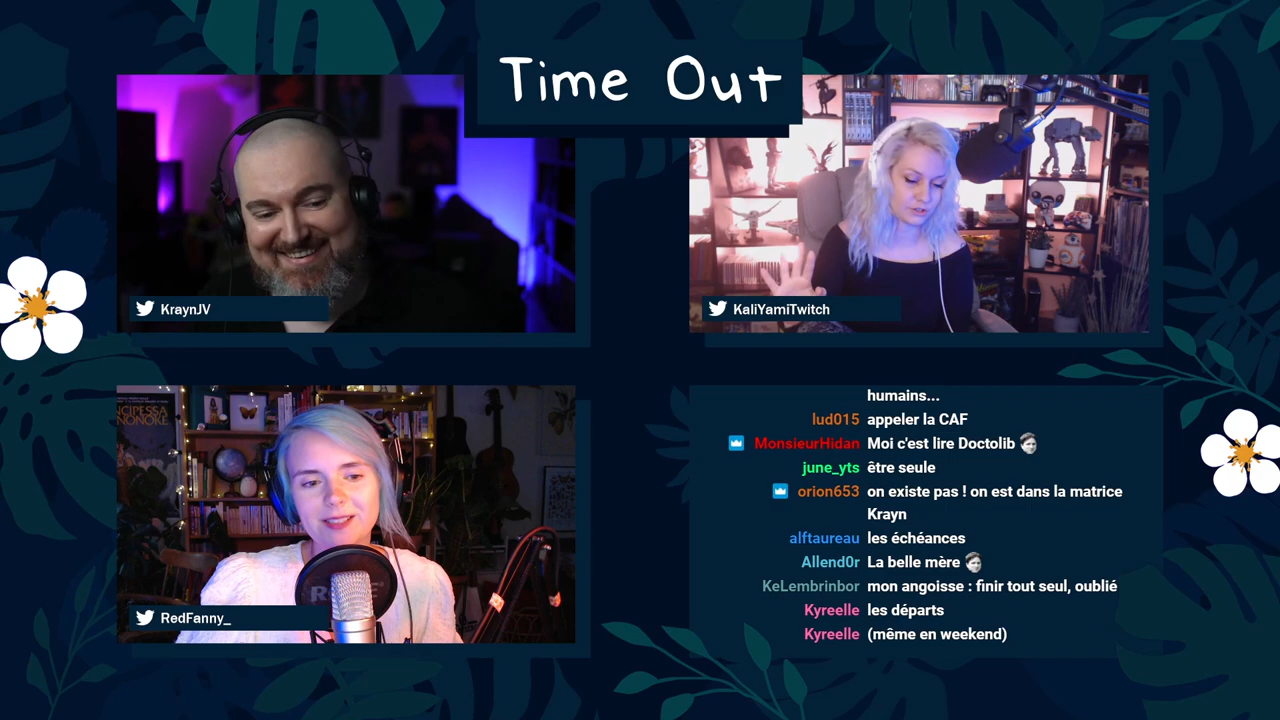 Time Out
KraynJV
KaliYamiTwitch
NCIPESSA
NONOKE
RedFanny_
humains...
lud015 appeler la CAF
MonsieurHidan Moi c'est lire Doctolib
june_yts être seule
orion653 on existe pas ! on est dans la matrice
Krayn
alftaureau les échéances
Allend0r La belle mère
KeLembrinbor mon angoisse : finir tout seul, oublié
Kyreelle les départs
Kyreelle (même en weekend)